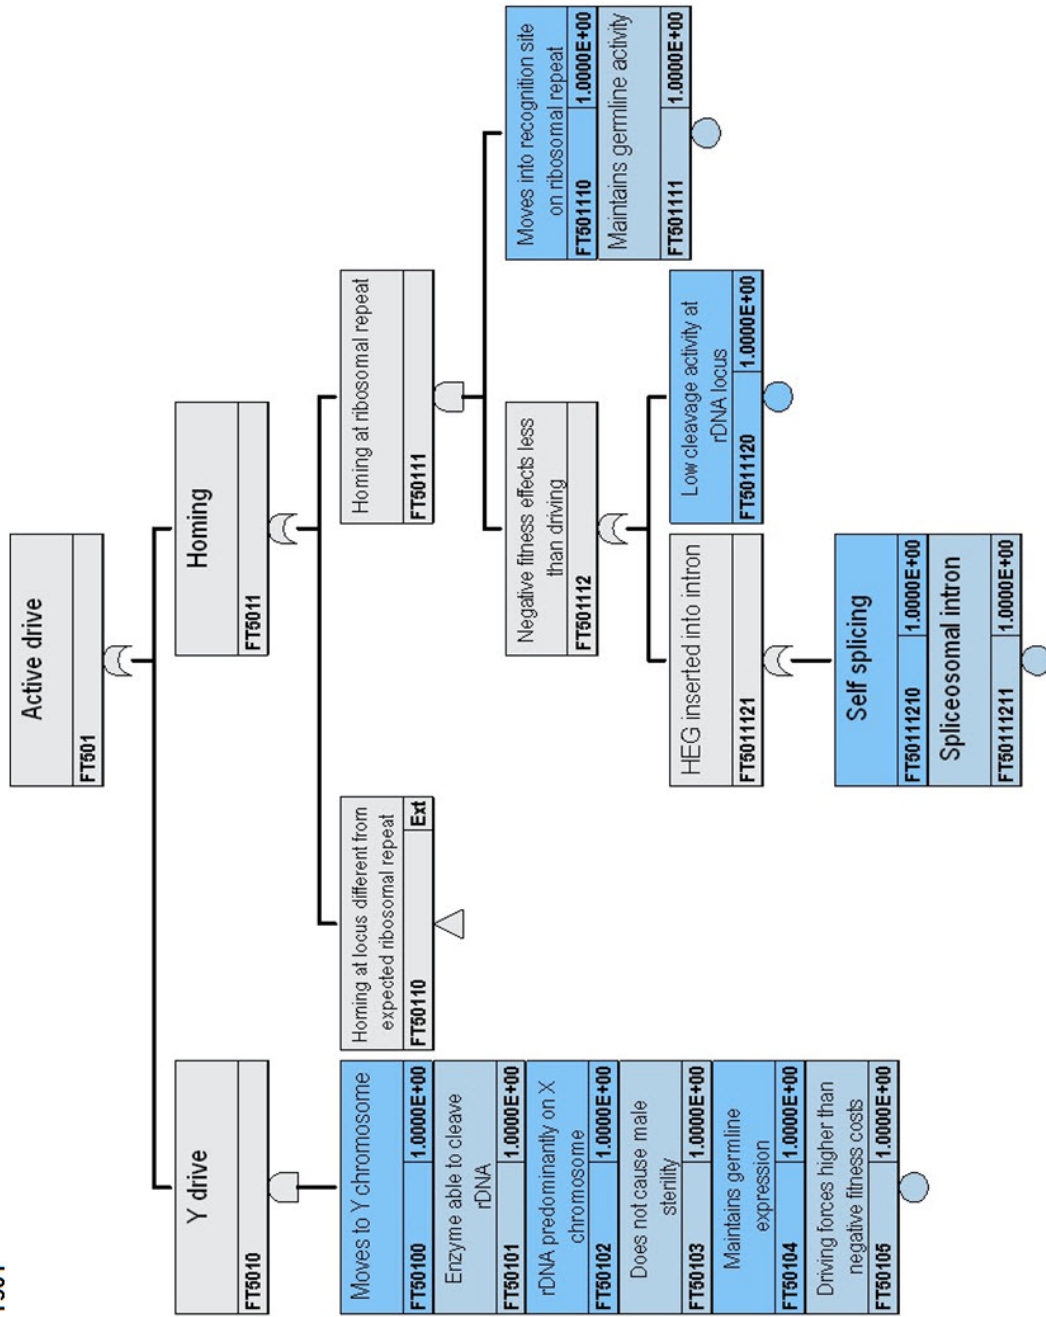 Active drive
FT501
Y drive
FT5010
Homing
FT5011
Moves to Y chromosome
FT50100 1.0000E+00
Enzyme able to cleave
rDNA
FT50101 1.0000E+00
rDNA predominantly on X
chromosome
FT50102 1.0000E+00
Does not cause male
sterility
FT50103 1.0000E+00
Maintains germline
expression
FT50104 1.0000E+00
Driving forces higher than
negative fitness costs
FT50105 1.0000E+00
Homing at locus different from
expected ribosomal repeat
FT50110 Ext
Homing at ribosomal repeat
FT50111
Negative fitness effects less
than driving
FT501112
Moves into recognition site
on ribosomal repeat
FT501110 1.0000E+00
Maintains germline activity
FT501111 1.0000E+00
HEG inserted into intron
FT5011121
Low cleavage activity at
rDNA locus
FT5011120 1.0000E+00
Self splicing
FT50111210 1.0000E+00
Spliceosomal intron
FT50111211 1.0000E+00